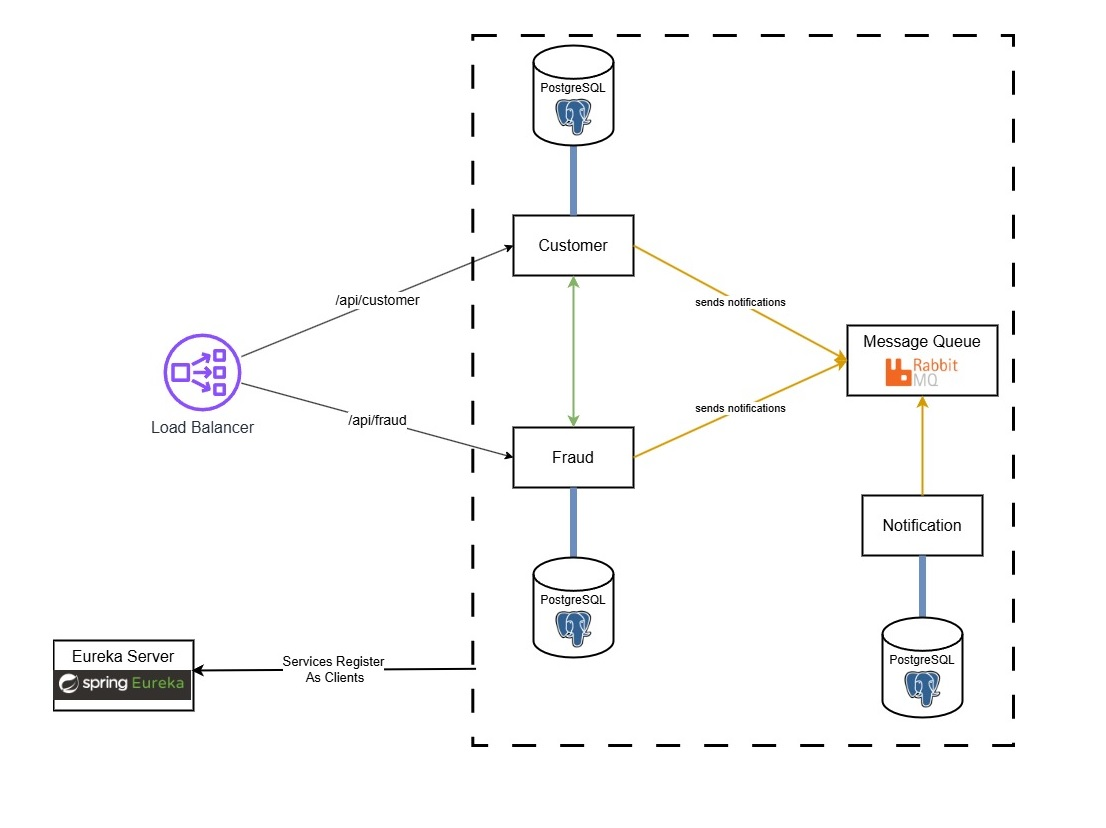 PostgreSQL
Customer
/api/customer
sends notifications
Message Queue
Rabbit
MQ
Load Balancer
/api/fraud
sends notifications
Fraud
Notification
PostgreSQL
Eureka Server
spring Eureka
Services Register
As Clients
PostgreSQL